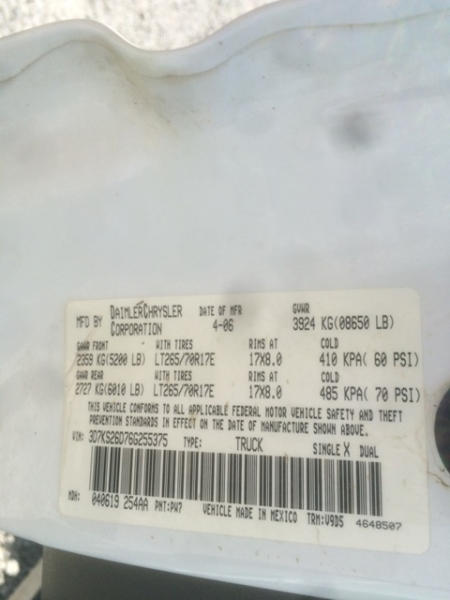 MFD BY DAIMLERCHRYSLER CORPORATION DATE OF MFR 4-06 GVWR 3924 KG(08650 LB)
GAWR FRONT WITH TIRES RIMS AT COLD
2359 KG(5200 LB) LT265/70R17E 17X8.0 410 KPA( 60 PSI)
GAWR REAR WITH TIRES RIMS AT COLD
2727 KG(6010 LB) LT265/70R17E 17X8.0 485 KPA( 70 PSI)
THIS VEHICLE CONFORMS TO ALL APPLICABLE FEDERAL MOTOR VEHICLE SAFETY AND THEFT
PREVENTION STANDARDS IN EFFECT ON THE DATE OF MANUFACTURE SHOWN ABOVE.
VIN: 3D7KS26D76G255375 TYPE: TRUCK SINGLE X DUAL
MDH: 040619 254AA PNT:PW7 VEHICLE MADE IN MEXICO TRM:V9D5 4648507